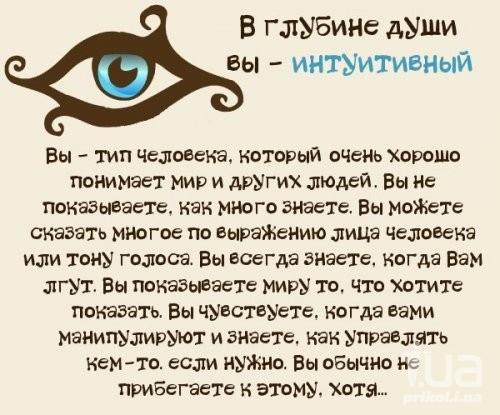 В глубине души
вы – интуитивный
Вы – тип человека, который очень хорошо
понимает мир и других людей. Вы не
показываете, как много знаете. Вы можете
сказать многое по выражению лица человека
или тону голоса. Вы всегда знаете, когда Вам
лгут. Вы показываете миру то, что хотите
показать. Вы чувствуете, когда вами
манипулируют и знаете, как управлять
кем-то. если нужно. Вы обычно не
прибегаете к этому, хотя...
i.ua
prikol.i.ua